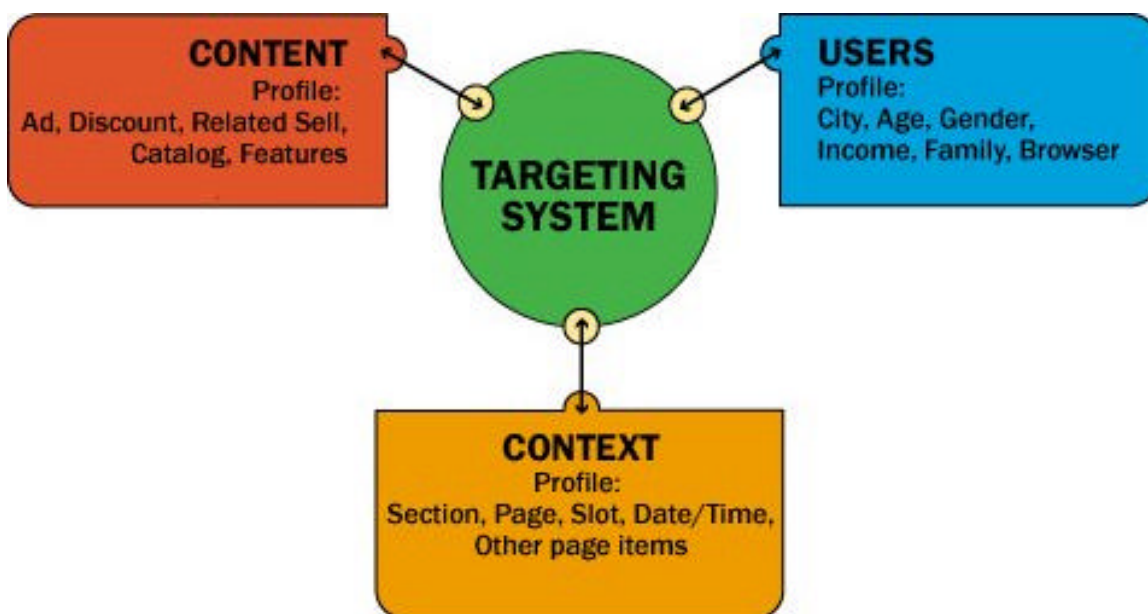 CONTENT
Profile:
Ad, Discount, Related Sell,
Catalog, Features
USERS
Profile:
City, Age, Gender,
Income, Family, Browser
TARGETING
SYSTEM
CONTEXT
Profile:
Section, Page, Slot, Date/Time,
Other page items